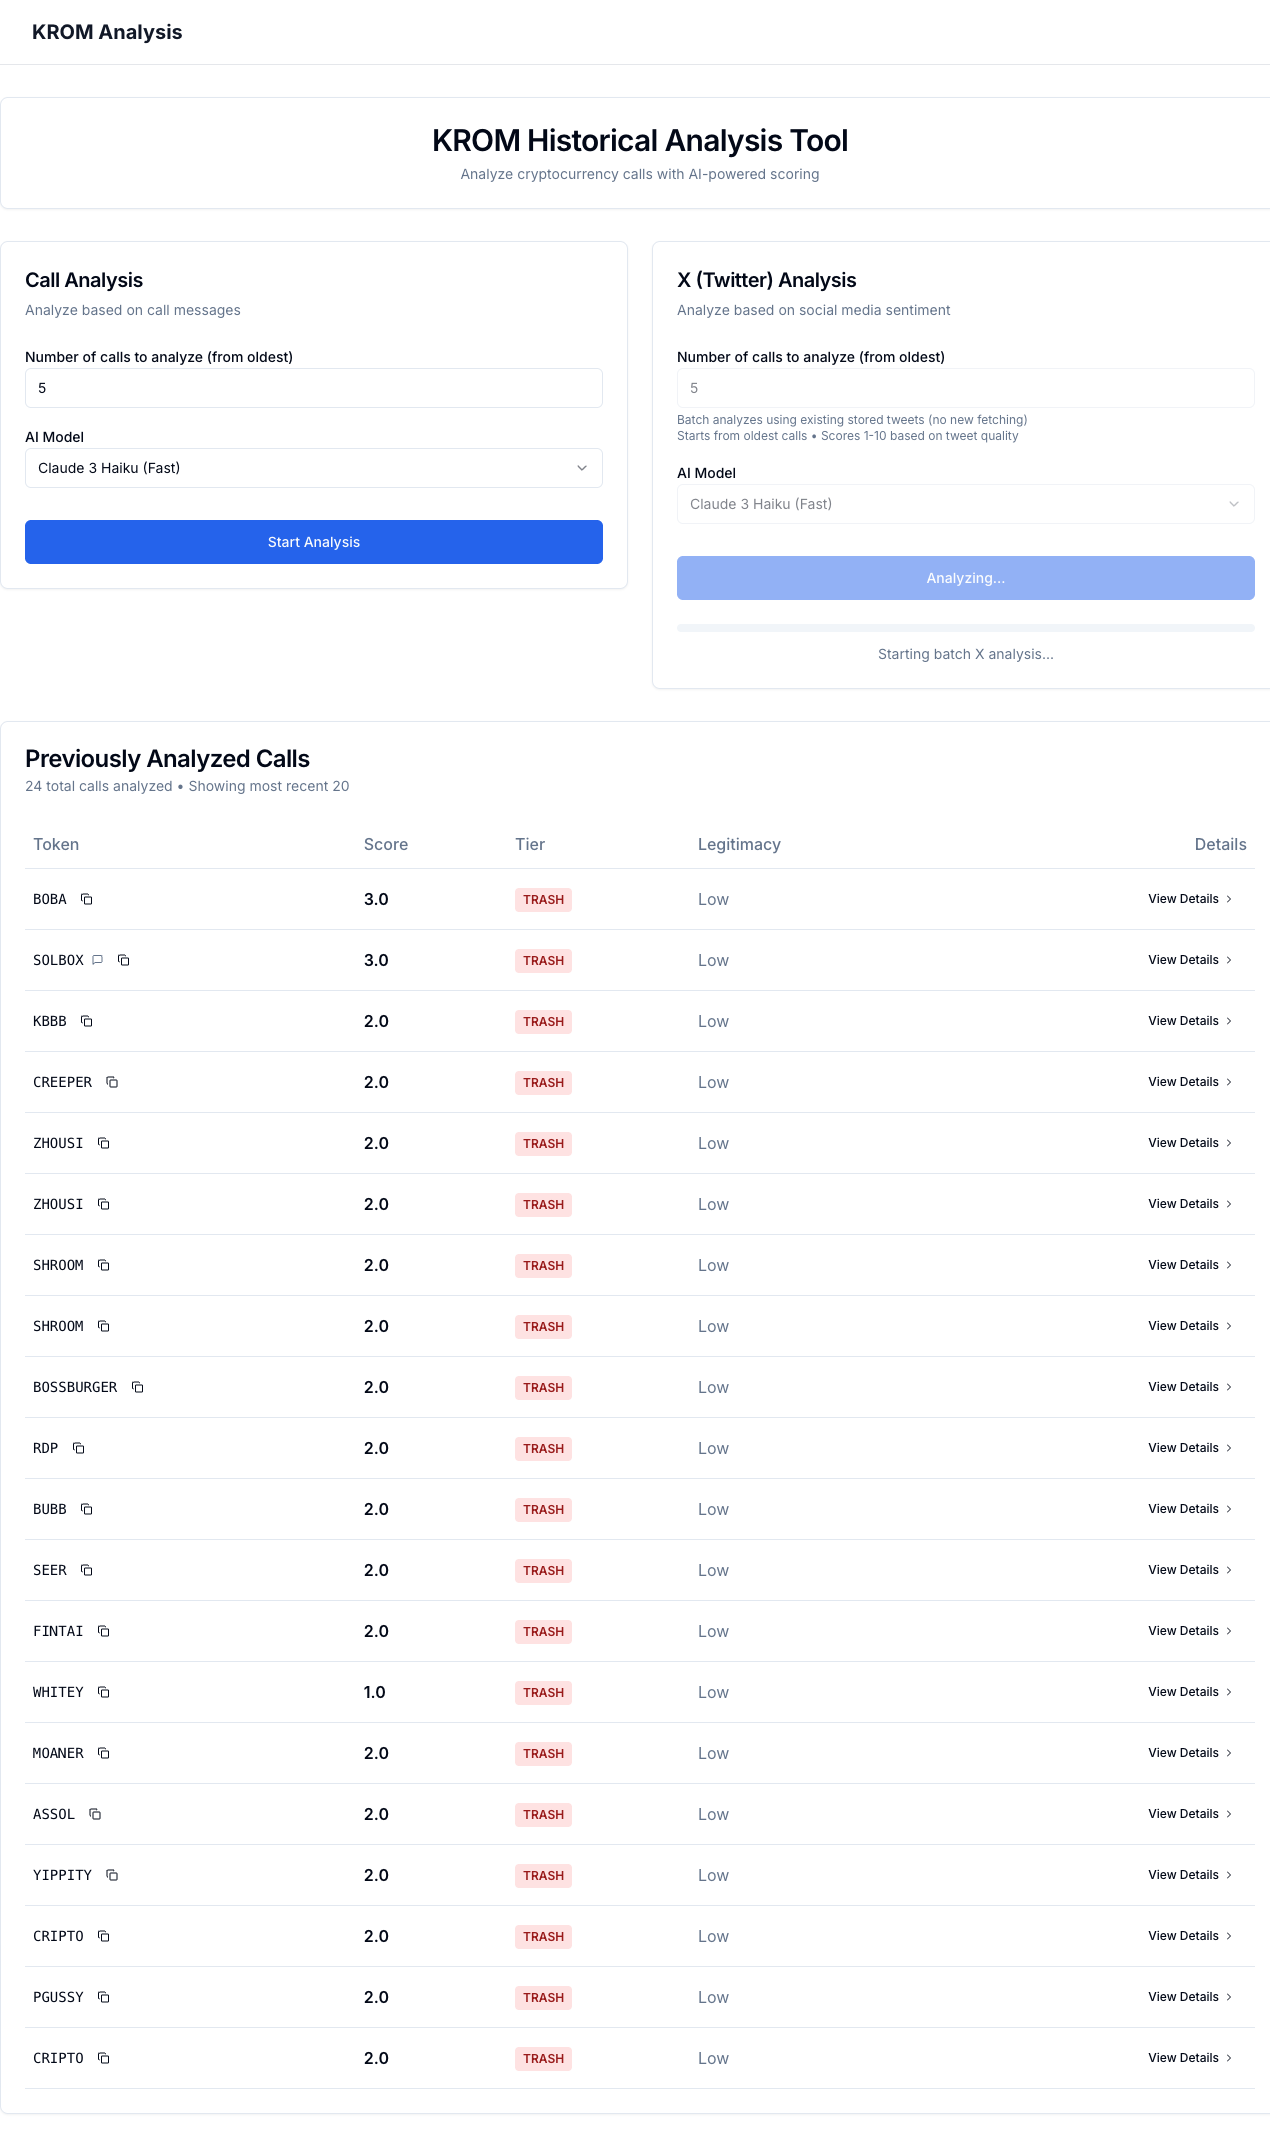 KROM Analysis
KROM Historical Analysis Tool
Analyze cryptocurrency calls with AI-powered scoring
Call Analysis
Analyze based on call messages
Number of calls to analyze (from oldest)
5
AI Model
Claude 3 Haiku (Fast)
Start Analysis
X (Twitter) Analysis
Analyze based on social media sentiment
Number of calls to analyze (from oldest)
5
Batch analyzes using existing stored tweets (no new fetching)
Starts from oldest calls • Scores 1-10 based on tweet quality
AI Model
Claude 3 Haiku (Fast)
Analyzing...
Starting batch X analysis...
Previously Analyzed Calls
24 total calls analyzed • Showing most recent 20
Token Score Tier Legitimacy Details
BOBA 3.0 TRASH Low View Details
SOLBOX 3.0 TRASH Low View Details
KBBB 2.0 TRASH Low View Details
CREEPER 2.0 TRASH Low View Details
ZHOUSI 2.0 TRASH Low View Details
ZHOUSI 2.0 TRASH Low View Details
SHROOM 2.0 TRASH Low View Details
SHROOM 2.0 TRASH Low View Details
BOSSBURGER 2.0 TRASH Low View Details
RDP 2.0 TRASH Low View Details
BUBB 2.0 TRASH Low View Details
SEER 2.0 TRASH Low View Details
FINTAI 2.0 TRASH Low View Details
WHITEY 1.0 TRASH Low View Details
MOANER 2.0 TRASH Low View Details
ASSOL 2.0 TRASH Low View Details
YIPPITY 2.0 TRASH Low View Details
CRIPTO 2.0 TRASH Low View Details
PGUSSY 2.0 TRASH Low View Details
CRIPTO 2.0 TRASH Low View Details